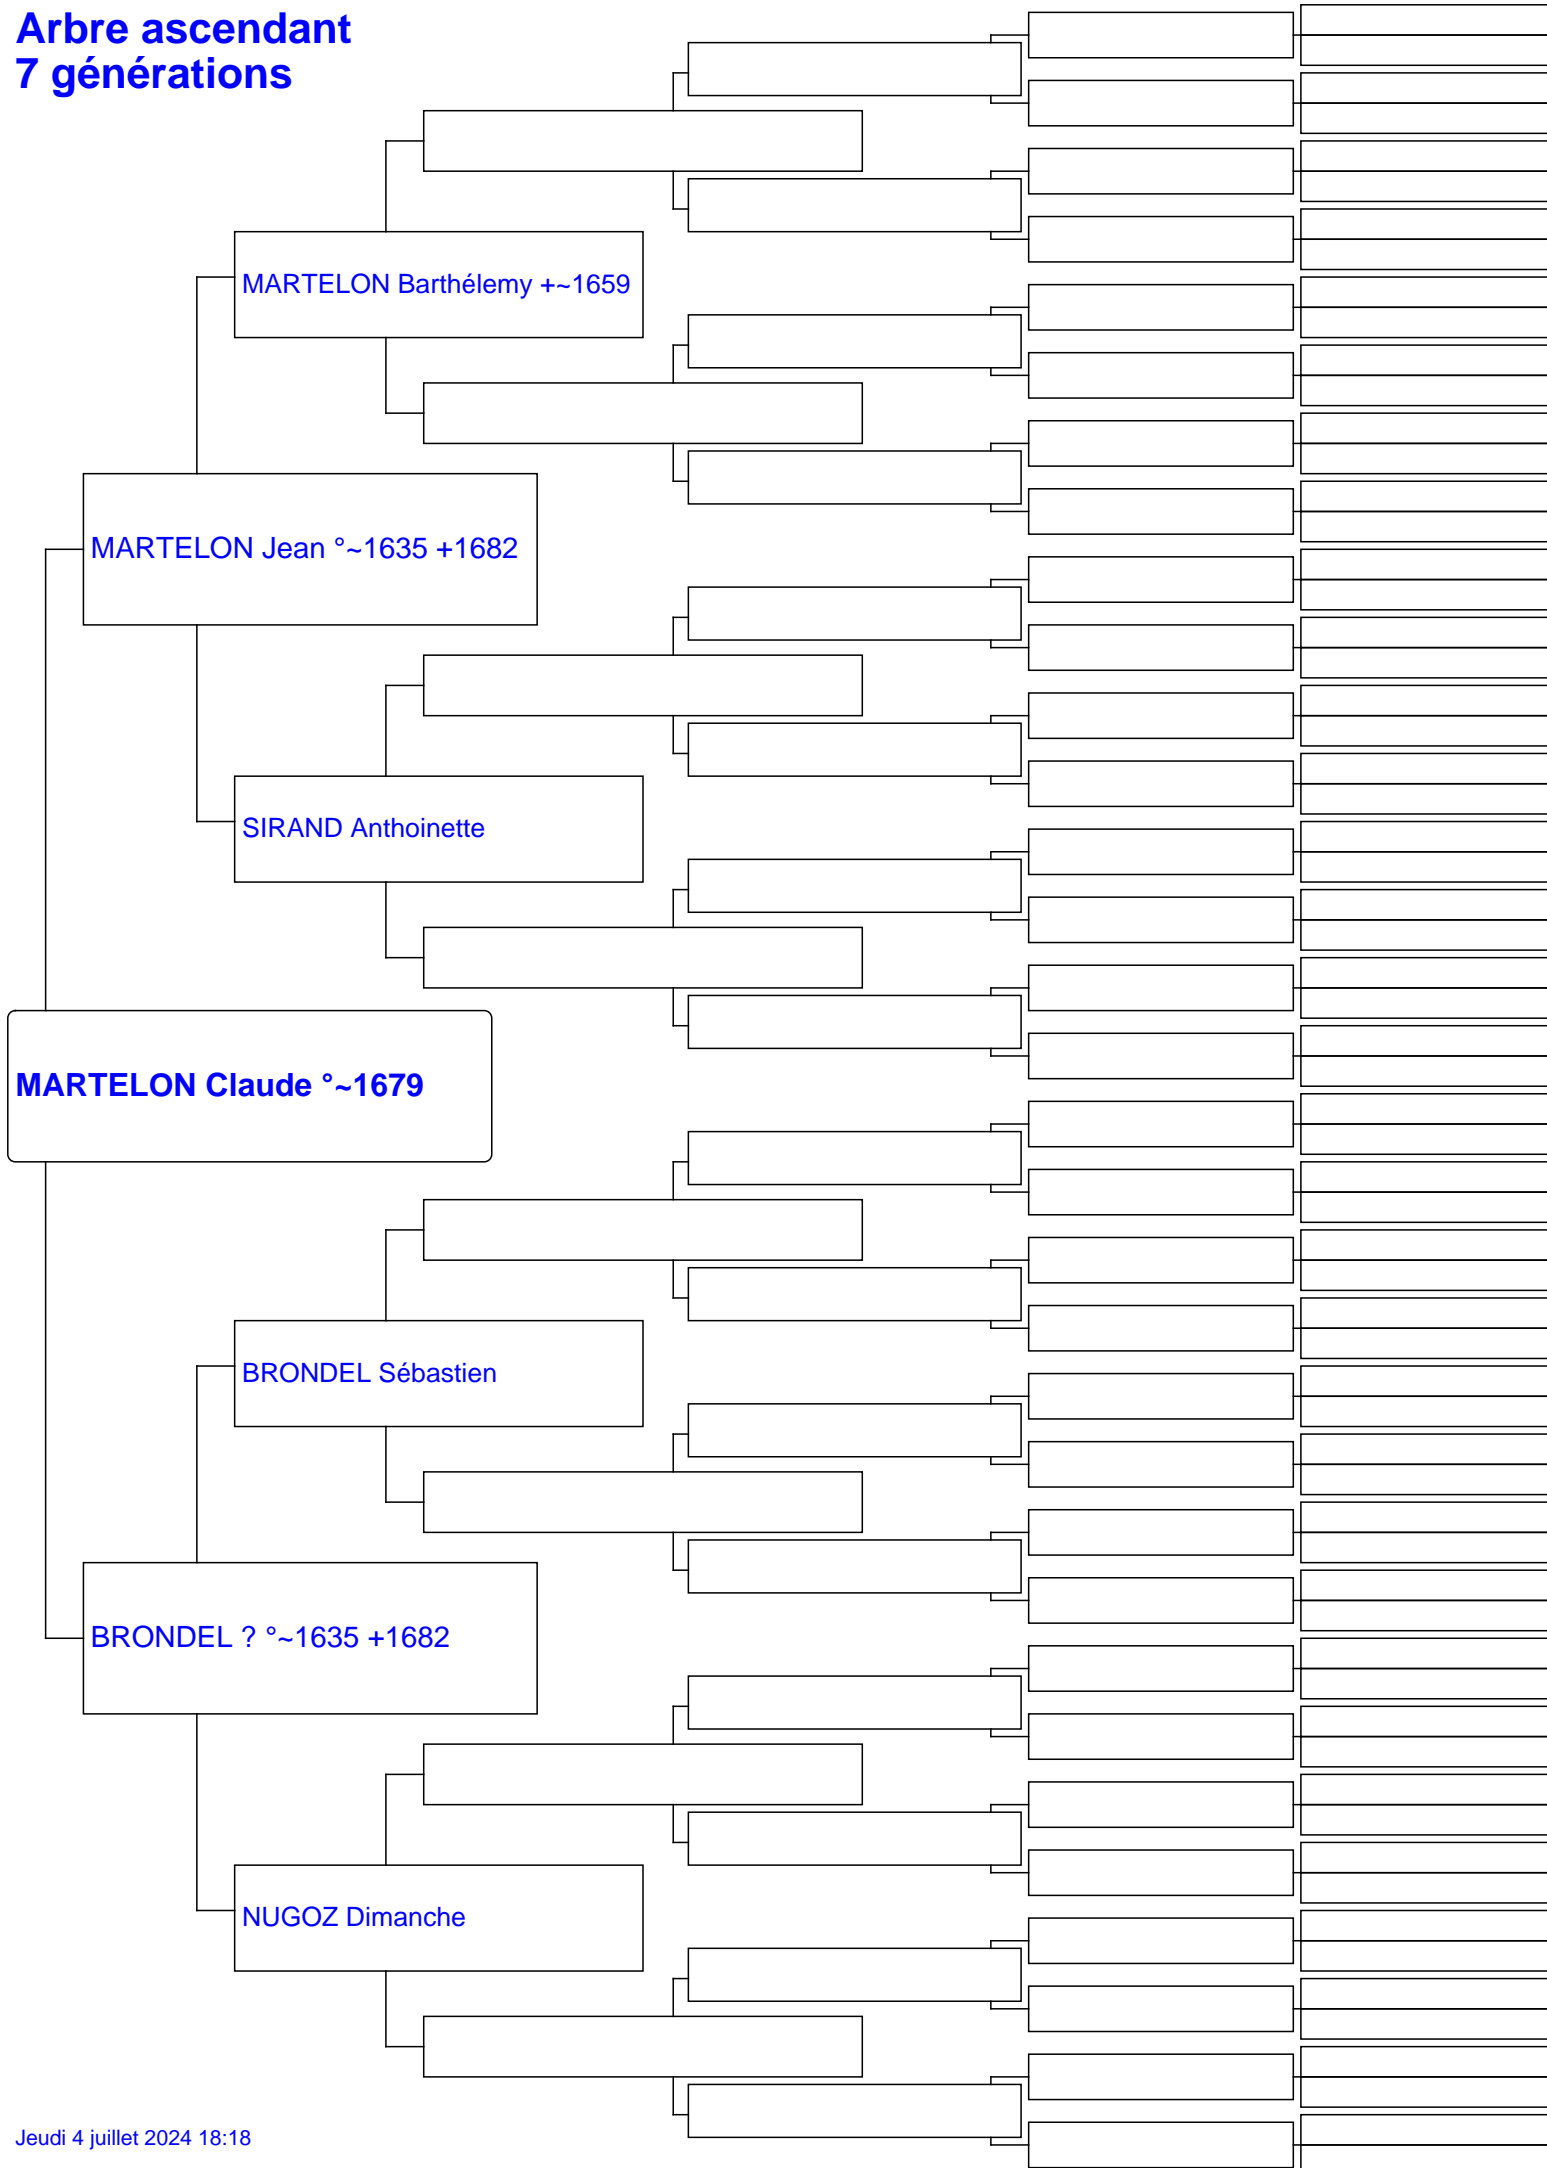 Arbre ascendant
7 générations
MARTELON Barthélemy +~1659
MARTELON Jean °~1635 +1682
SIRAND Anthoinette
MARTELON Claude °~1679
BRONDEL Sébastien
BRONDEL ? °~1635 +1682
NUGOZ Dimanche
Jeudi 4 juillet 2024 18:18